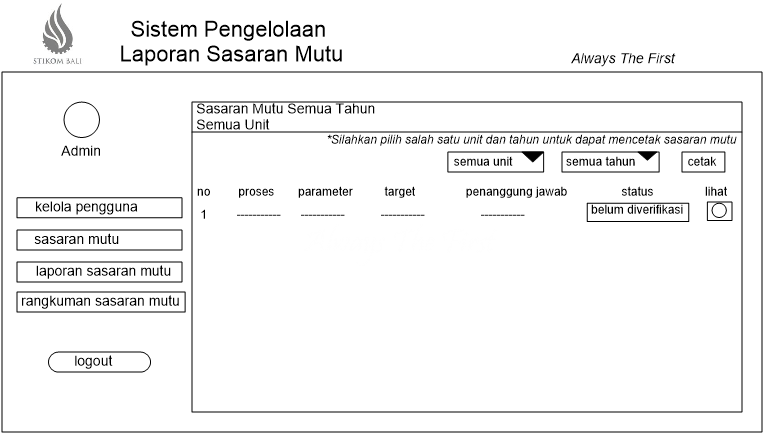 STIKOM BALI
Sistem Pengelolaan
Laporan Sasaran Mutu
Always The First
Admin
kelola pengguna
sasaran mutu
laporan sasaran mutu
rangkuman sasaran mutu
logout
Sasaran Mutu Semua Tahun
Semua Unit
*Silahkan pilih salah satu unit dan tahun untuk dapat mencetak sasaran mutu
semua unit semua tahun cetak
no proses parameter target penanggung jawab status lihat
1 ----------- ----------- ----------- ----------- belum diverifikasi